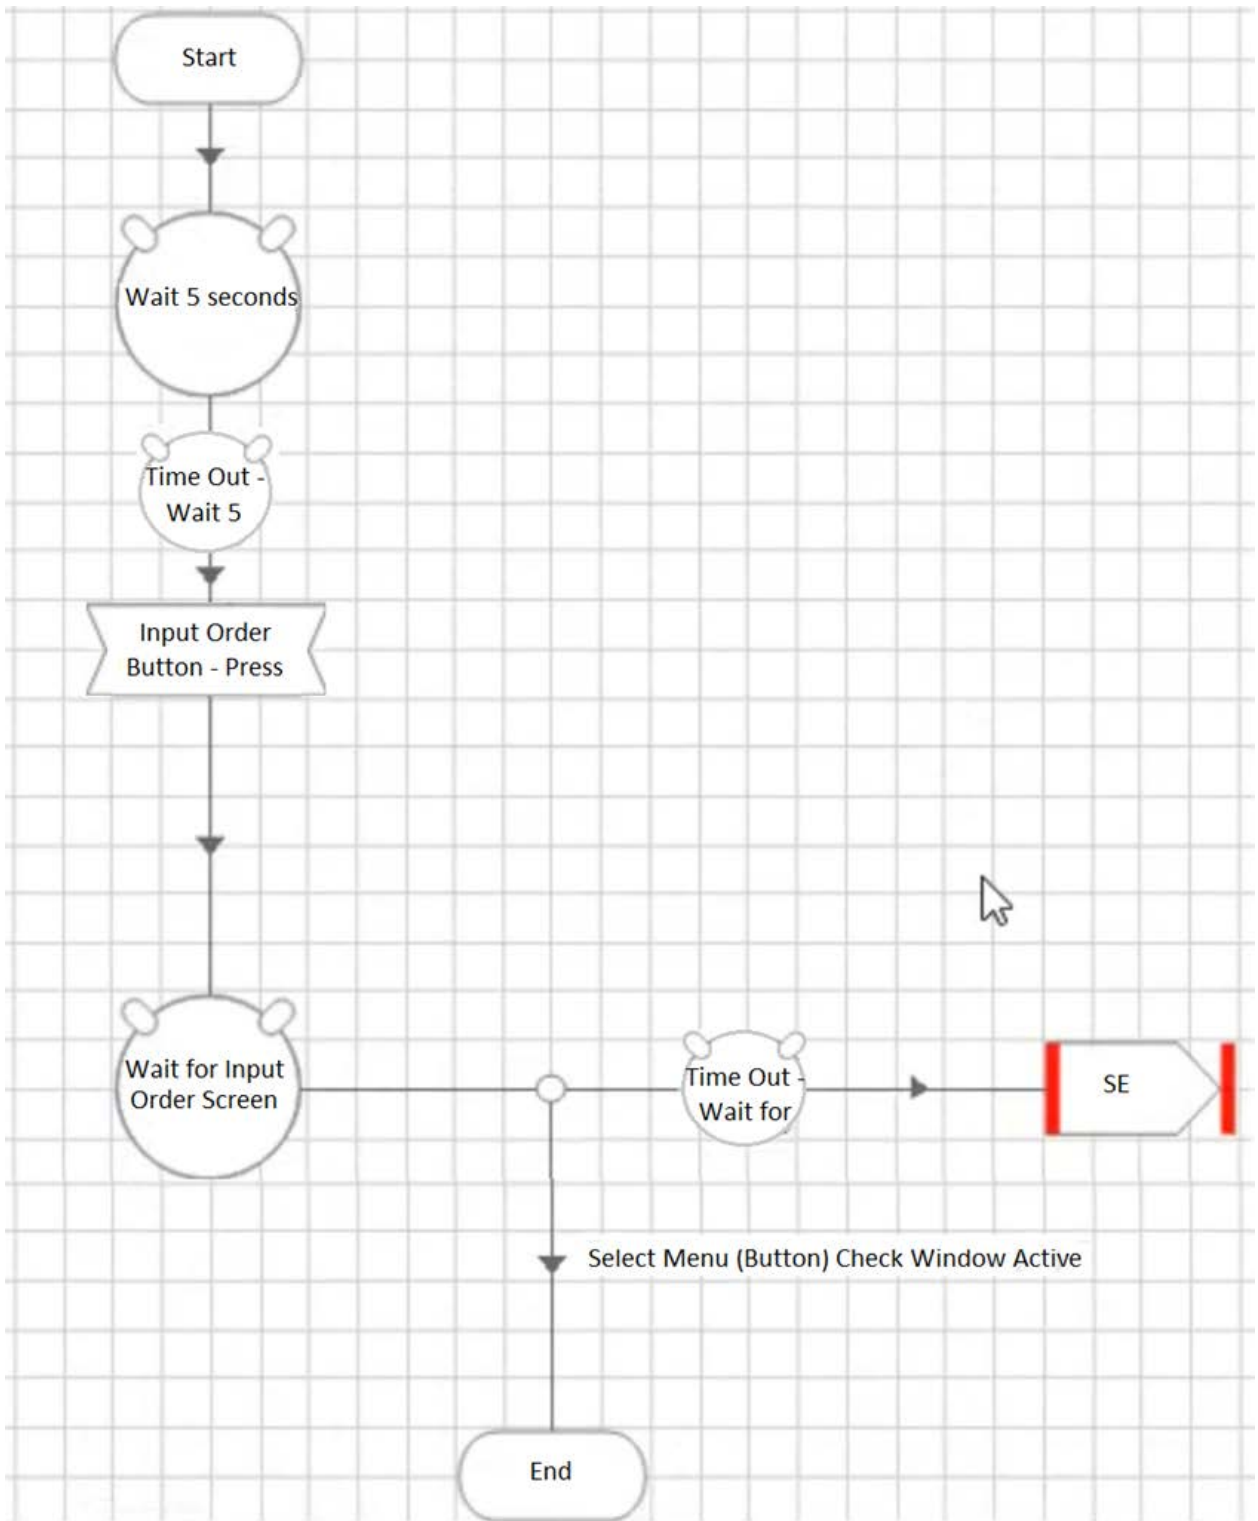 Start
Wait 5 seconds
Time Out -
Wait 5
Input Order
Button - Press
Wait for Input
Order Screen
Time Out -
Wait for
SE
Select Menu (Button) Check Window Active
End